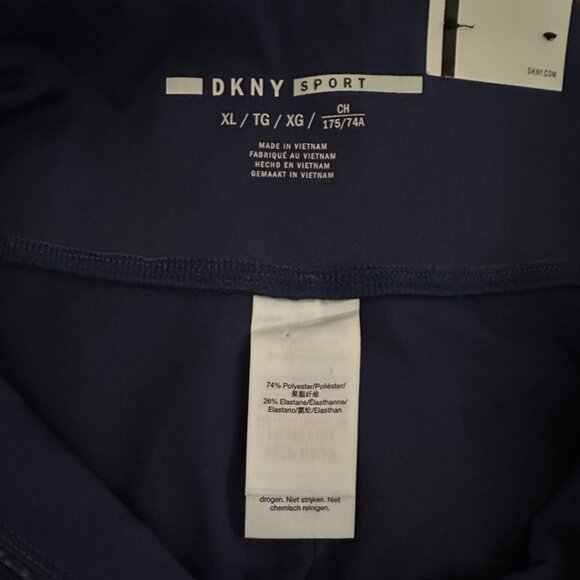 DKNY.COM
DKNY SPORT
XL / TG / XG / CH 175/74A
MADE IN VIETNAM
FABRIQUÉ AU VIETNAM
HECHO EN VIETNAM
GEMAAKT IN VIETNAM
74% Polyester/Poliéster/
聚酯纤维
26% Elastane/Élasthanne/
Elastano/氨纶/Elasthan
drogen. Niet strijken. Niet
chemisch reinigen.